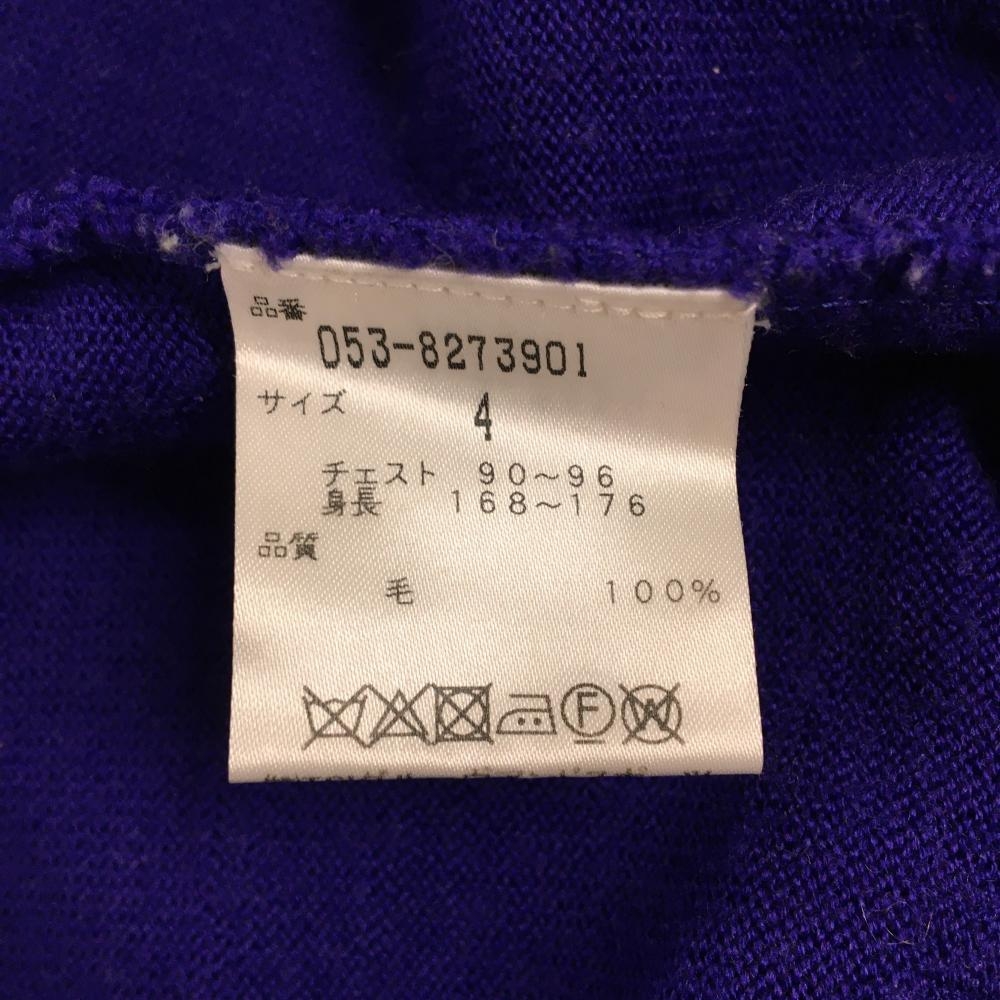 品番
053-8273901
サイズ 4
チェスト 90～96
身長 168～176
品質
毛 100%
F W